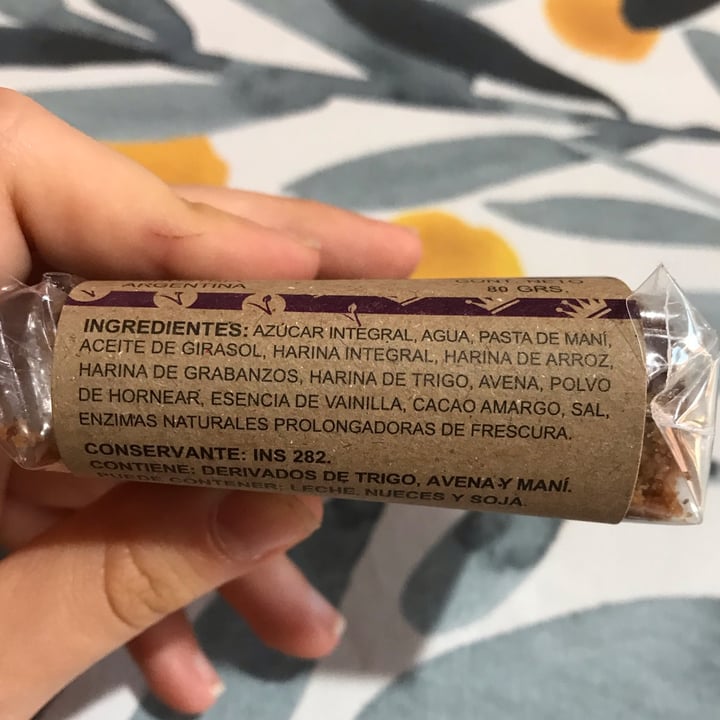 ARGENTINA
CONT. NETO
80 GRS.
INGREDIENTES: AZÚCAR INTEGRAL, AGUA, PASTA DE MANÍ,
ACEITE DE GIRASOL, HARINA INTEGRAL, HARINA DE ARROZ,
HARINA DE GRABANZOS, HARINA DE TRIGO, AVENA, POLVO
DE HORNEAR, ESENCIA DE VAINILLA, CACAO AMARGO, SAL,
ENZIMAS NATURALES PROLONGADORAS DE FRESCURA.
CONSERVANTE: INS 282.
CONTIENE: DERIVADOS DE TRIGO, AVENA Y MANÍ.
PUEDE CONTENER: LECHE, NUECES Y SOJA.